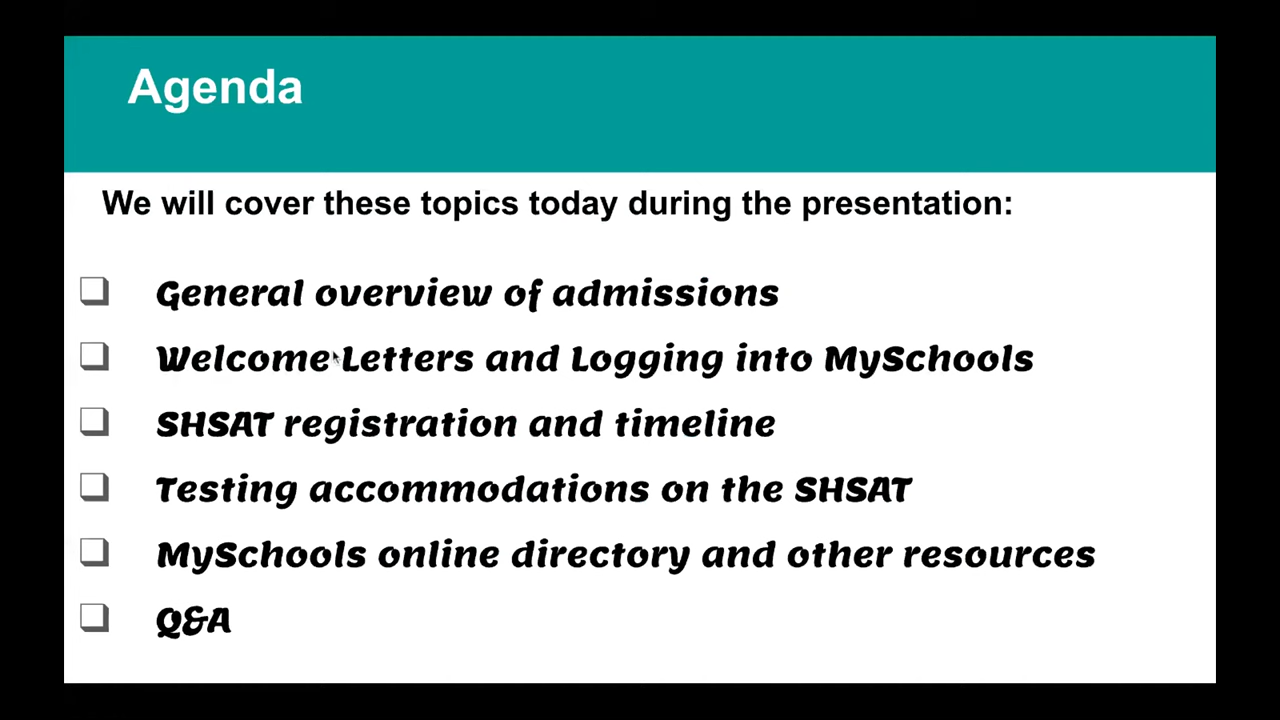 Agenda
We will cover these topics today during the presentation:
General overview of admissions
Welcome Letters and Logging into MySchools
SHSAT registration and timeline
Testing accommodations on the SHSAT
MySchools online directory and other resources
Q&A